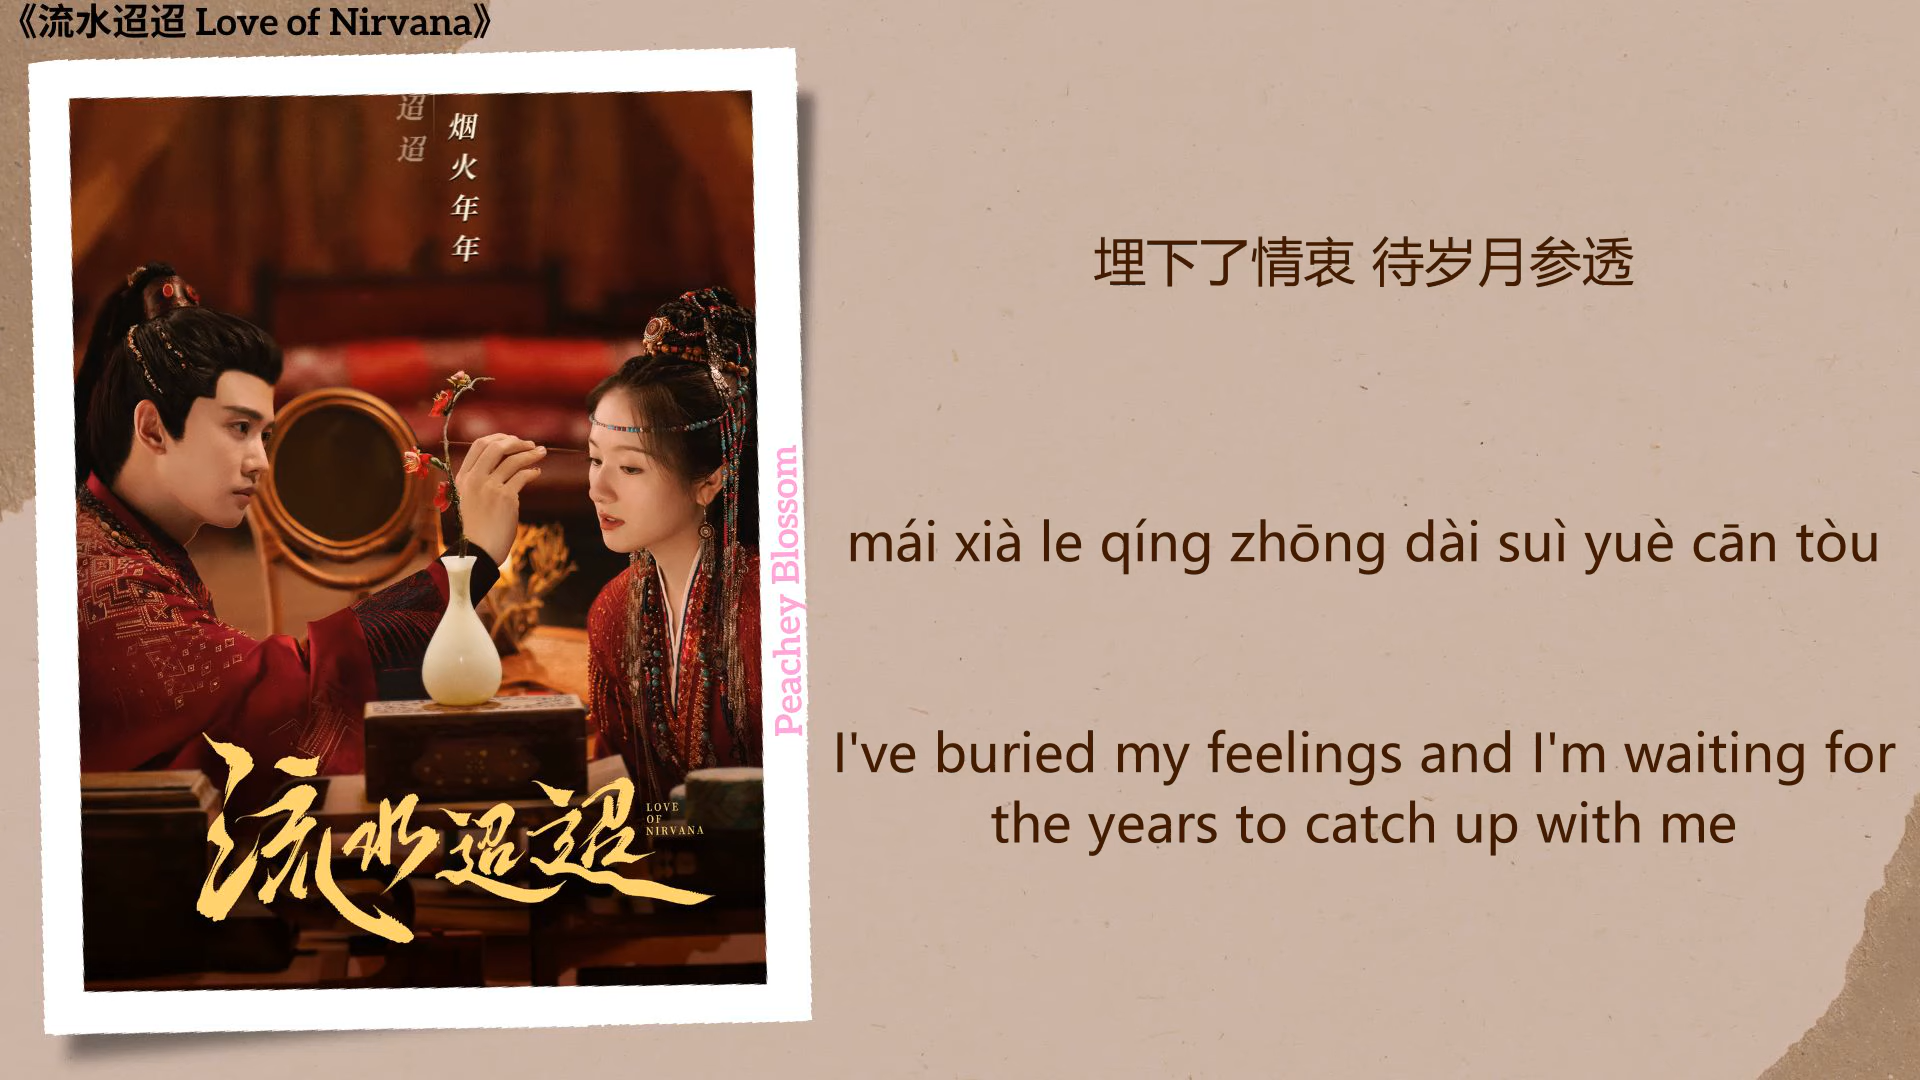 《流水迢迢 Love of Nirvana》
迢迢
烟火年年
埋下了情衷 待岁月参透
mái xià le qíng zhōng dài suì yuè cān tòu
I've buried my feelings and I'm waiting for
the years to catch up with me
Peachey Blossom
流水迢迢
LOVE
OF
NIRVANA